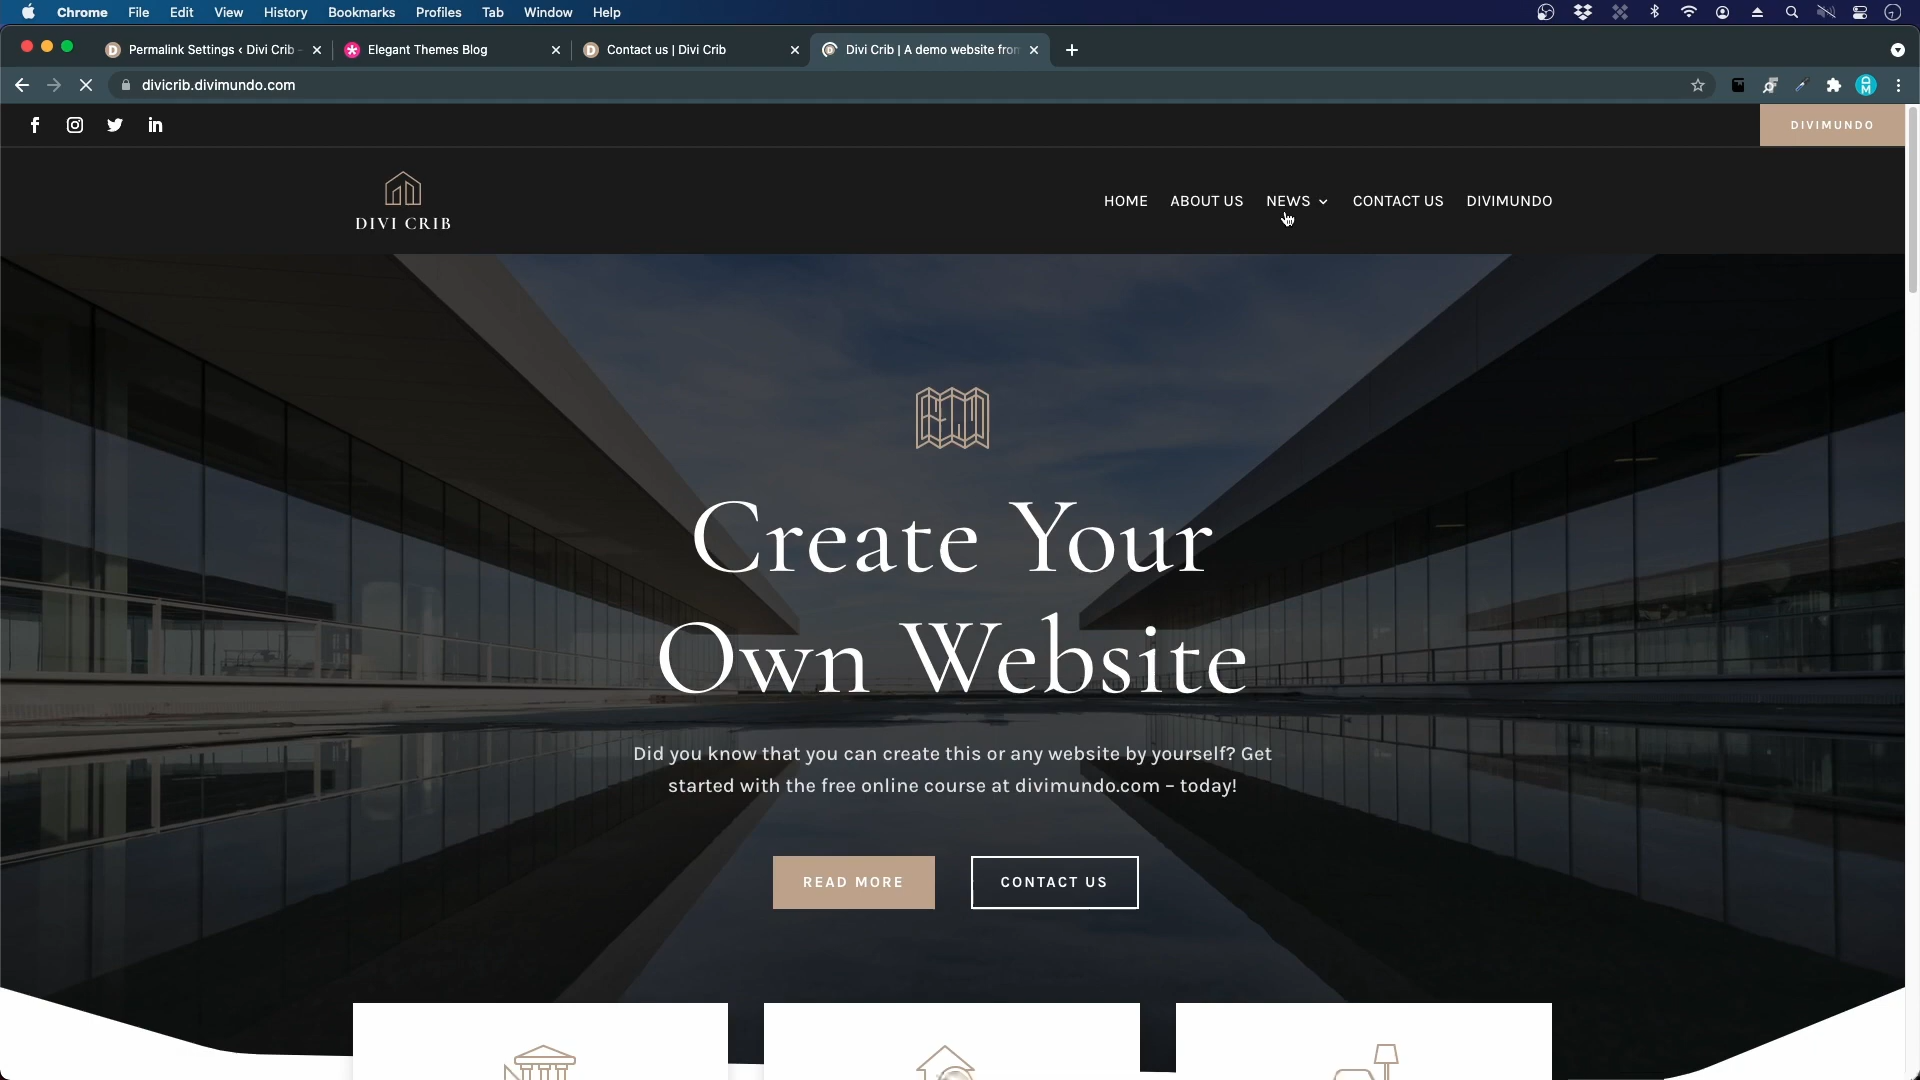 Chrome File Edit View History Bookmarks Profiles Tab Window Help
Permalink Settings ‹ Divi Crib –
Elegant Themes Blog
Contact us | Divi Crib
Divi Crib | A demo website from
divicrib.divimundo.com
DIVIMUNDO
DIVI CRIB
HOME ABOUT US NEWS CONTACT US DIVIMUNDO
Create Your
Own Website
Did you know that you can create this or any website by yourself? Get
started with the free online course at divimundo.com – today!
READ MORE CONTACT US